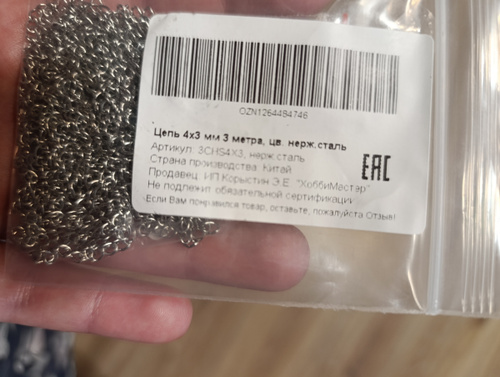 OZN1264484746
Цепь 4х3 мм 3 метра, цв. нерж.сталь
Артикул: 3CHS4X3, нерж.сталь
Страна производства: Китай
Продавец: ИП Корыстин Э.Е. "ХоббиМастер"
Не подлежит обязательной сертификации
Если Вам понравился товар, оставьте, пожалуйста Отзыв!
EAC